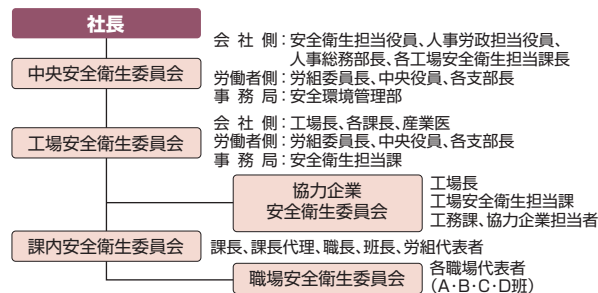 社長
中央安全衛生委員会
会社側：安全衛生担当役員、人事労政担当役員、
人事総務部長、各工場安全衛生担当課長
労働者側：労組委員長、中央役員、各支部長
事務局：安全環境管理部
工場安全衛生委員会
会社側：工場長、各課長、産業医
労働者側：労組委員長、中央役員、各支部長
事務局：安全衛生担当課
協力企業
安全衛生委員会
工場長
工場安全衛生担当課
工務課、協力企業担当者
課内安全衛生委員会
課長、課長代理、職長、班長、労組代表者
職場安全衛生委員会
各職場代表者
（A・B・C・D班）